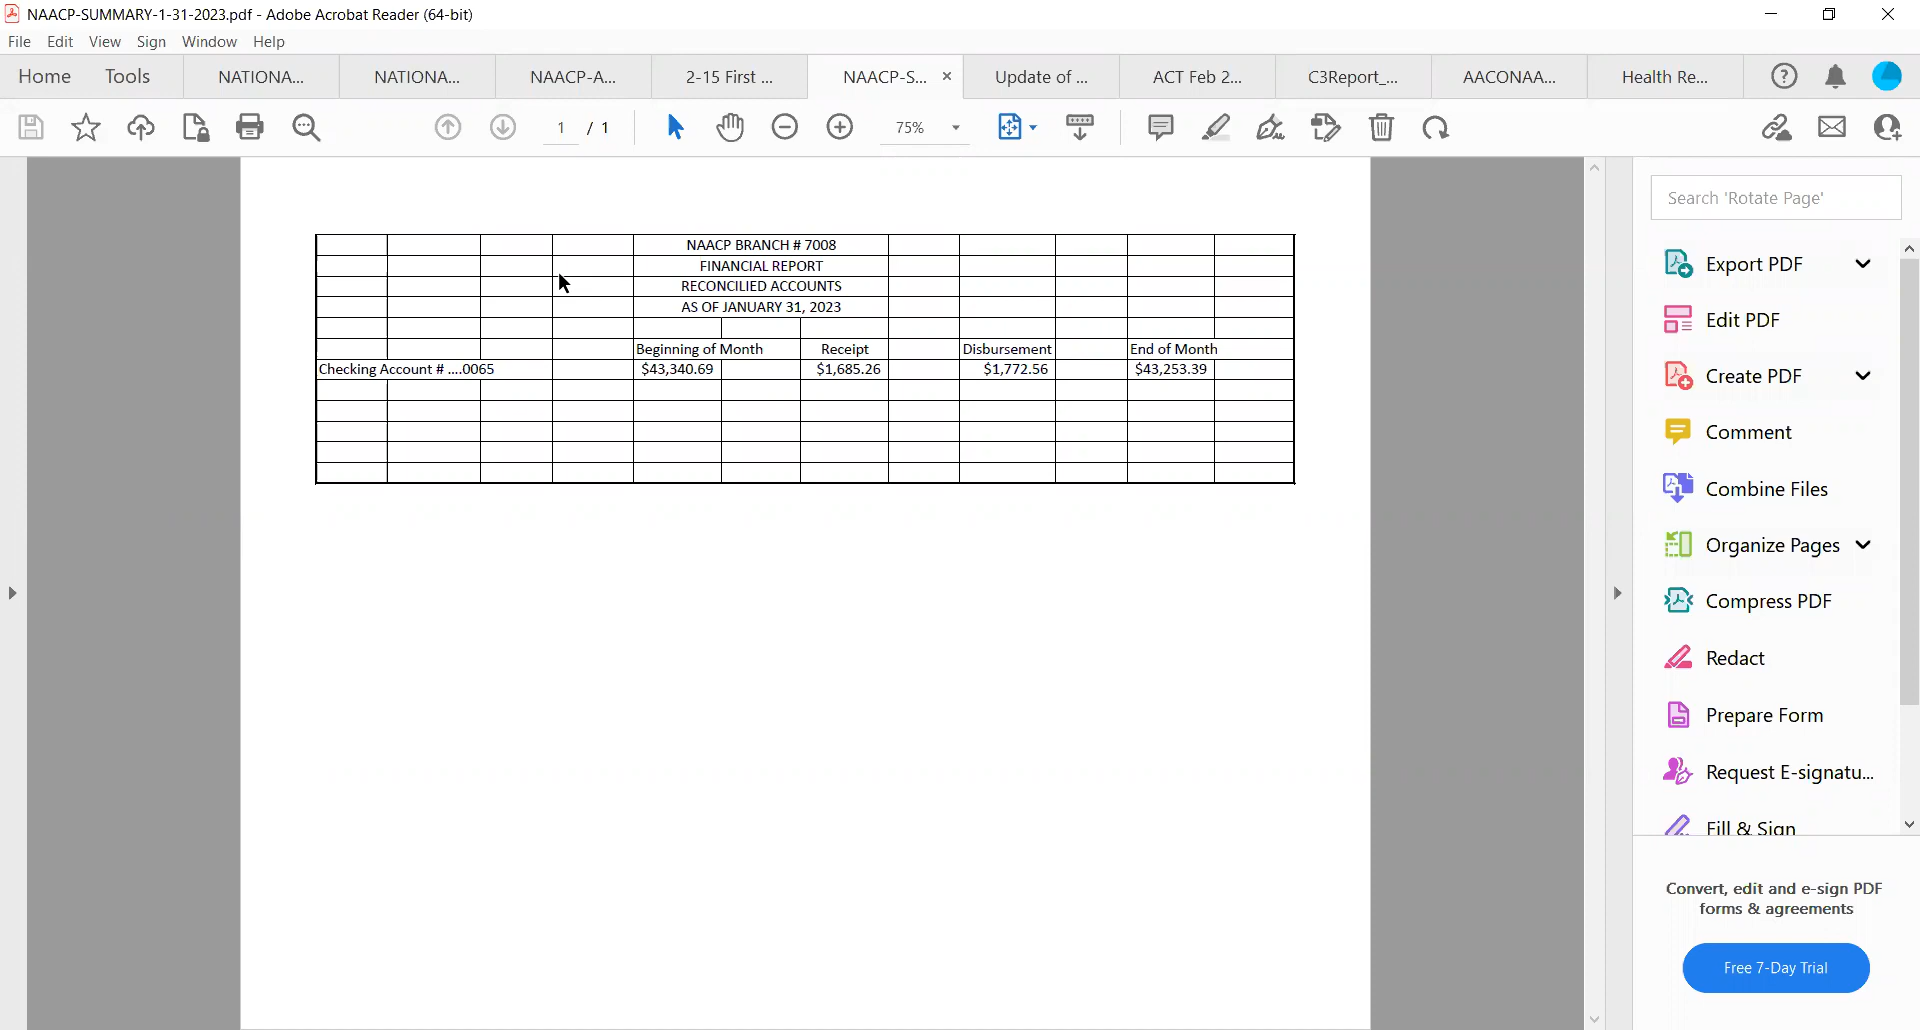 NAACP-SUMMARY-1-31-2023.pdf - Adobe Acrobat Reader (64-bit)
File Edit View Sign Window Help
Home Tools NATIONA... NATIONA... NAACP-A... 2-15 First ... NAACP-S... Update of ... ACT Feb 2... C3Report_... AACONAA... Health Re...
1 / 1 75%
Search 'Rotate Page'
NAACP BRANCH # 7008
FINANCIAL REPORT
RECONCILIED ACCOUNTS
AS OF JANUARY 31, 2023
Beginning of Month Receipt Disbursement End of Month
Checking Account # ....0065 $43,340.69 $1,685.26 $1,772.56 $43,253.39
Export PDF
Edit PDF
Create PDF
Comment
Combine Files
Organize Pages
Compress PDF
Redact
Prepare Form
Request E-signatu...
Fill & Sign
Convert, edit and e-sign PDF
forms & agreements
Free 7-Day Trial